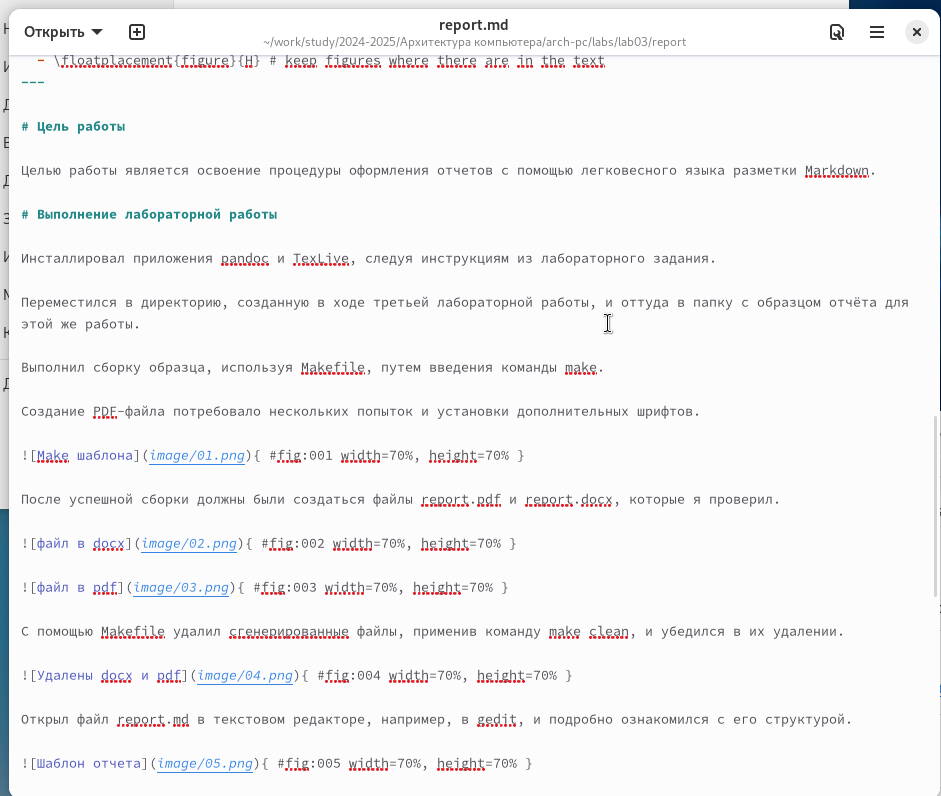 Открыть
report.md
~/work/study/2024-2025/Архитектура компьютера/arch-pc/labs/lab03/report
- \floatplacement{figure}{H} # keep figures where there are in the text
---
# Цель работы
Целью работы является освоение процедуры оформления отчетов с помощью легковесного языка разметки Markdown.
# Выполнение лабораторной работы
Инсталлировал приложения pandoc и TexLive, следуя инструкциям из лабораторного задания.
Переместился в директорию, созданную в ходе третьей лабораторной работы, и оттуда в папку с образцом отчёта для
этой же работы.
Выполнил сборку образца, используя Makefile, путем введения команды make.
Создание PDF-файла потребовало нескольких попыток и установки дополнительных шрифтов.
![Make шаблона](image/01.png){ #fig:001 width=70%, height=70% }
После успешной сборки должны были создаться файлы report.pdf и report.docx, которые я проверил.
![файл в docx](image/02.png){ #fig:002 width=70%, height=70% }
![файл в pdf](image/03.png){ #fig:003 width=70%, height=70% }
С помощью Makefile удалил сгенерированные файлы, применив команду make clean, и убедился в их удалении.
![Удалены docx и pdf](image/04.png){ #fig:004 width=70%, height=70% }
Открыл файл report.md в текстовом редакторе, например, в gedit, и подробно ознакомился с его структурой.
![Шаблон отчета](image/05.png){ #fig:005 width=70%, height=70% }